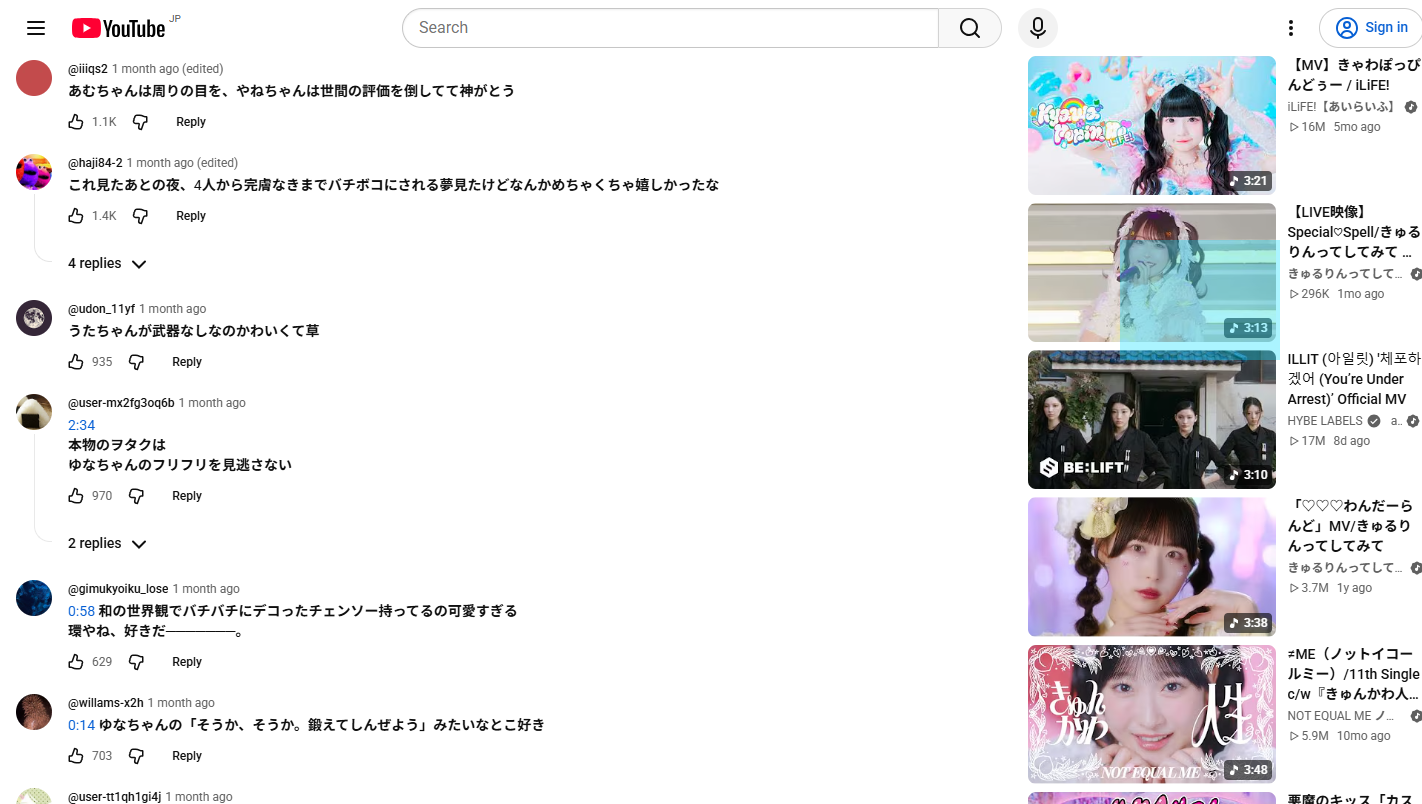 YouTube JP
Search
Sign in
@iiiqs2 1 month ago (edited)
あむちゃんは周りの目を、やねちゃんは世間の評価を倒してて神がとう
1.1K Reply
@haji84-2 1 month ago (edited)
これ見たあとの夜、4人から完膚なきまでバチボコにされる夢見たけどなんかめちゃくちゃ嬉しかったな
1.4K Reply
4 replies
@udon_11yf 1 month ago
うたちゃんが武器なしなのかわいくて草
935 Reply
@user-mx2fg3oq6b 1 month ago
2:34
本物のヲタクは
ゆなちゃんのフリフリを見逃さない
970 Reply
2 replies
@gimukyoiku_lose 1 month ago
0:58 和の世界観でバチバチにデコったチェンソー持ってるの可愛すぎる
環やね、好きだ───────。
629 Reply
@willams-x2h 1 month ago
0:14 ゆなちゃんの「そうか、そうか。鍛えてしんぜよう」みたいなとこ好き
703 Reply
@user-tt1qh1gi4j 1 month ago
3:21
【MV】きゃわぽっぴ
んどぅー / iLiFE!
iLiFE!【あいらいふ】
16M 5mo ago
3:13
【LIVE映像】
Special♡Spell/きゅる
りんってしてみて ...
きゅるりんってして...
296K 1mo ago
BE:LIFT
3:10
ILLIT (아일릿) '체포하
겠어 (You're Under
Arrest)' Official MV
HYBE LABELS a..
17M 8d ago
3:38
「♡♡♡わんだーら
んど」MV/きゅるり
んってしてみて
きゅるりんってして...
3.7M 1y ago
きゅん
かわ
人生
NOT EQUAL ME
3:48
≠ME（ノットイコー
ルミー）/11th Single
c/w『きゅんかわ人...
NOT EQUAL ME ノ...
5.9M 10mo ago
悪魔のキッス「カス